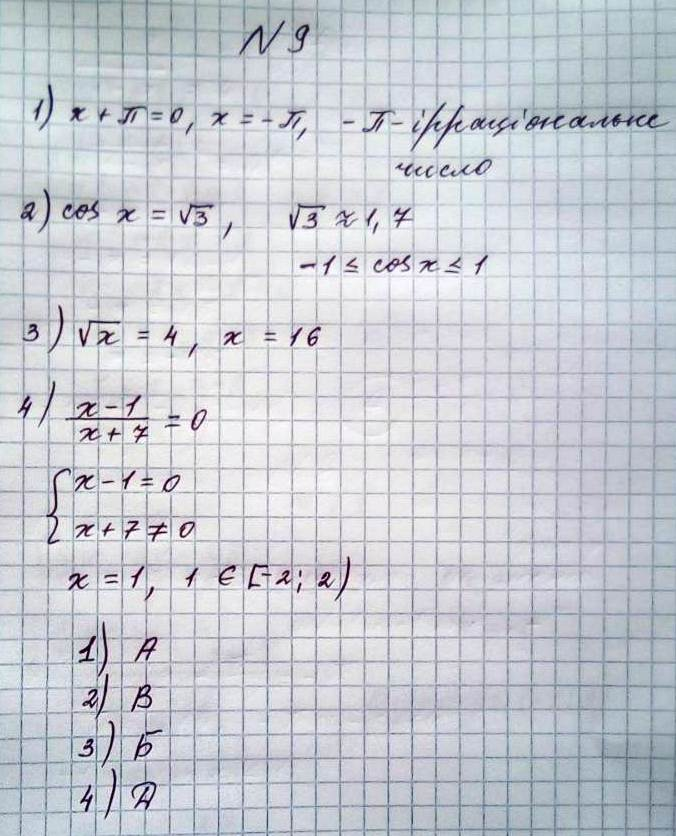 N 9
1) x + π = 0, x = -π, - π - ірраціональне
число
2) cos x = √3, √3 ≈ 1,7
-1 ≤ cos x ≤ 1
3) √x = 4, x = 16
4) (x - 1)/(x + 7) = 0
{ x - 1 = 0
x + 7 ≠ 0
x = 1, 1 ∈ [-2; 2)
1) А
2) В
3) Б
4) Д